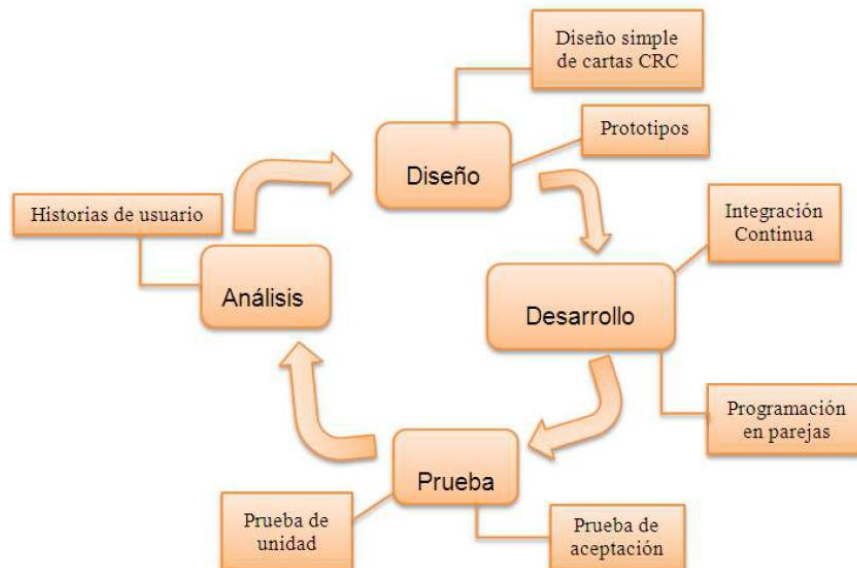 Diseño simple
de cartas CRC
Prototipos
Diseño
Historias de usuario
Integración
Continua
Análisis
Desarrollo
Programación
en parejas
Prueba
Prueba de
unidad
Prueba de
aceptación